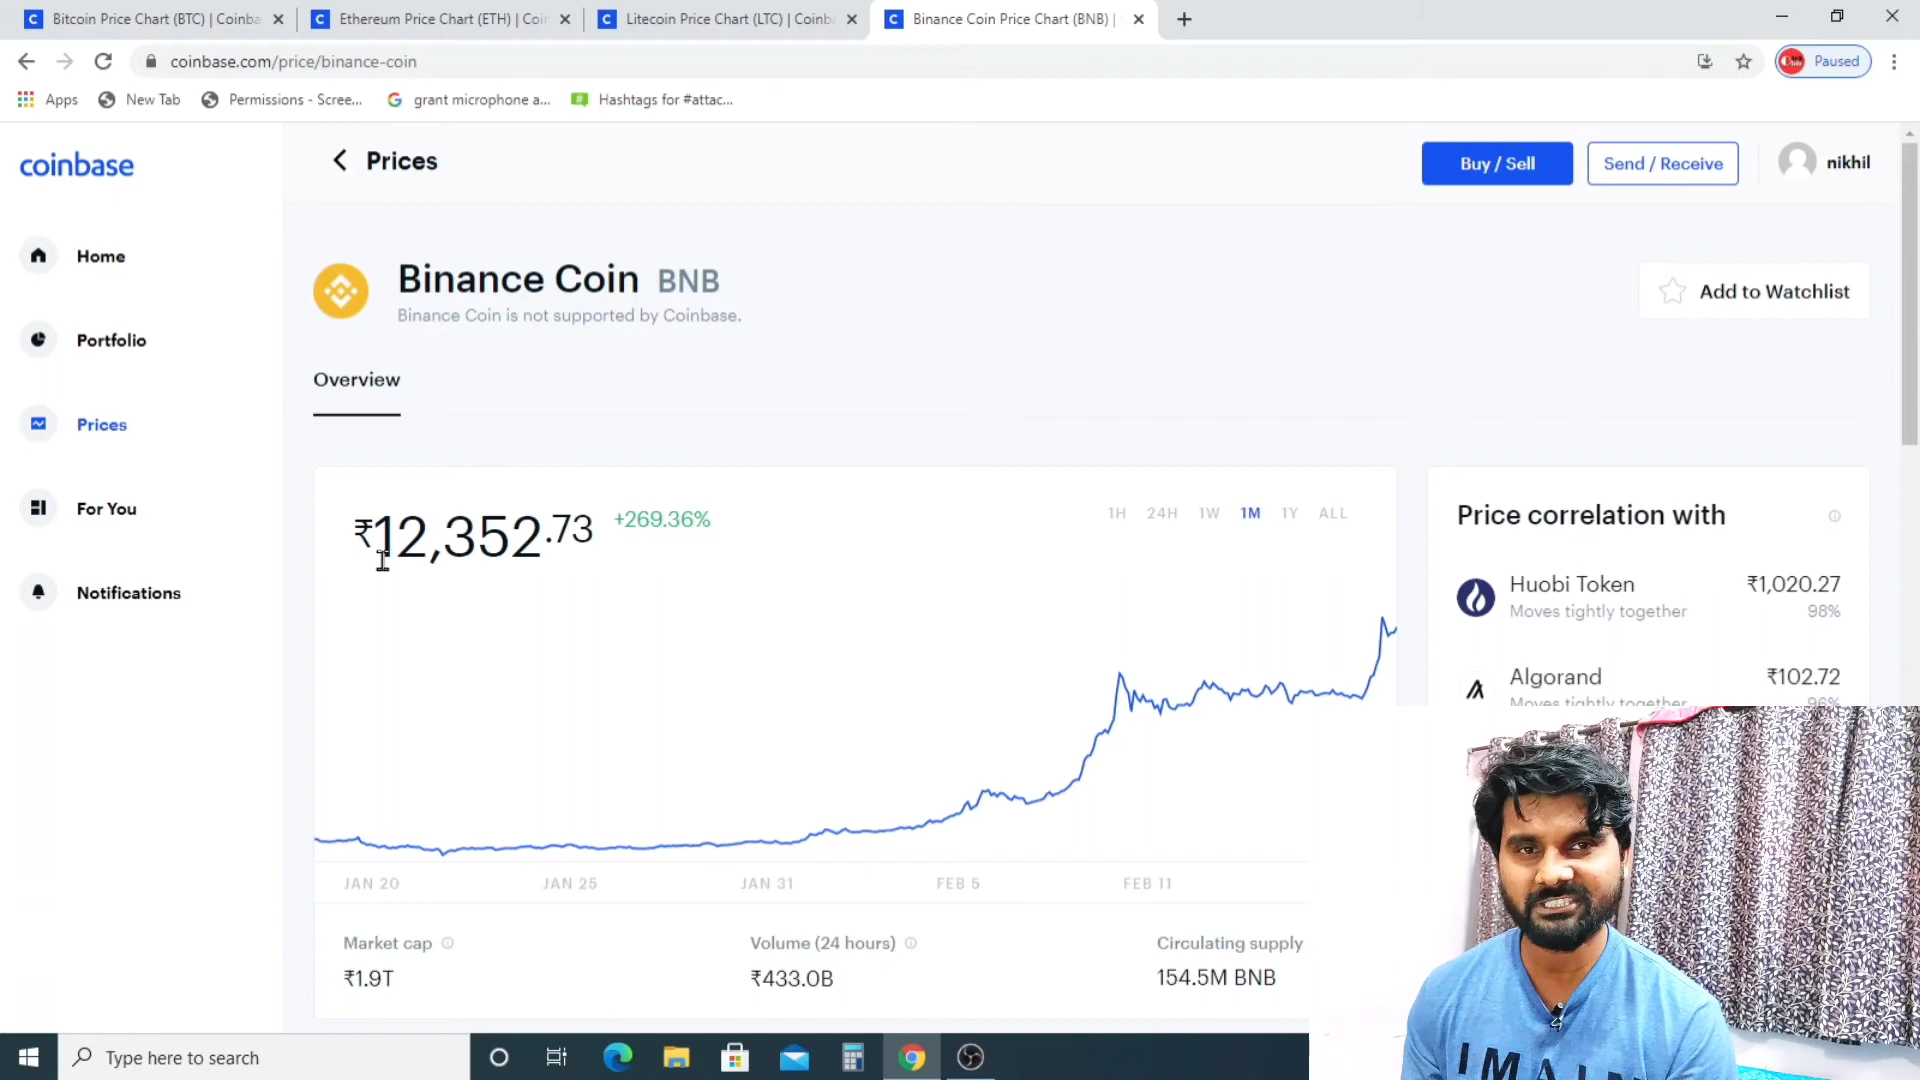 Bitcoin Price Chart (BTC) | Coinba
Ethereum Price Chart (ETH) | Coin
Litecoin Price Chart (LTC) | Coinba
Binance Coin Price Chart (BNB) |
coinbase.com/price/binance-coin
Paused
Apps
New Tab
Permissions - Scree...
grant microphone a...
Hashtags for #attac...
coinbase
Prices
Buy / Sell
Send / Receive
nikhil
Home
Portfolio
Prices
For You
Notifications
Binance Coin BNB
Binance Coin is not supported by Coinbase.
Add to Watchlist
Overview
₹12,352.73 +269.36%
1H 24H 1W 1M 1Y ALL
JAN 20 JAN 25 JAN 31 FEB 5 FEB 11
Market cap
₹1.9T
Volume (24 hours)
₹433.0B
Circulating supply
154.5M BNB
Price correlation with
Huobi Token ₹1,020.27
Moves tightly together 98%
Algorand ₹102.72
Moves tightly together 96%
Type here to search